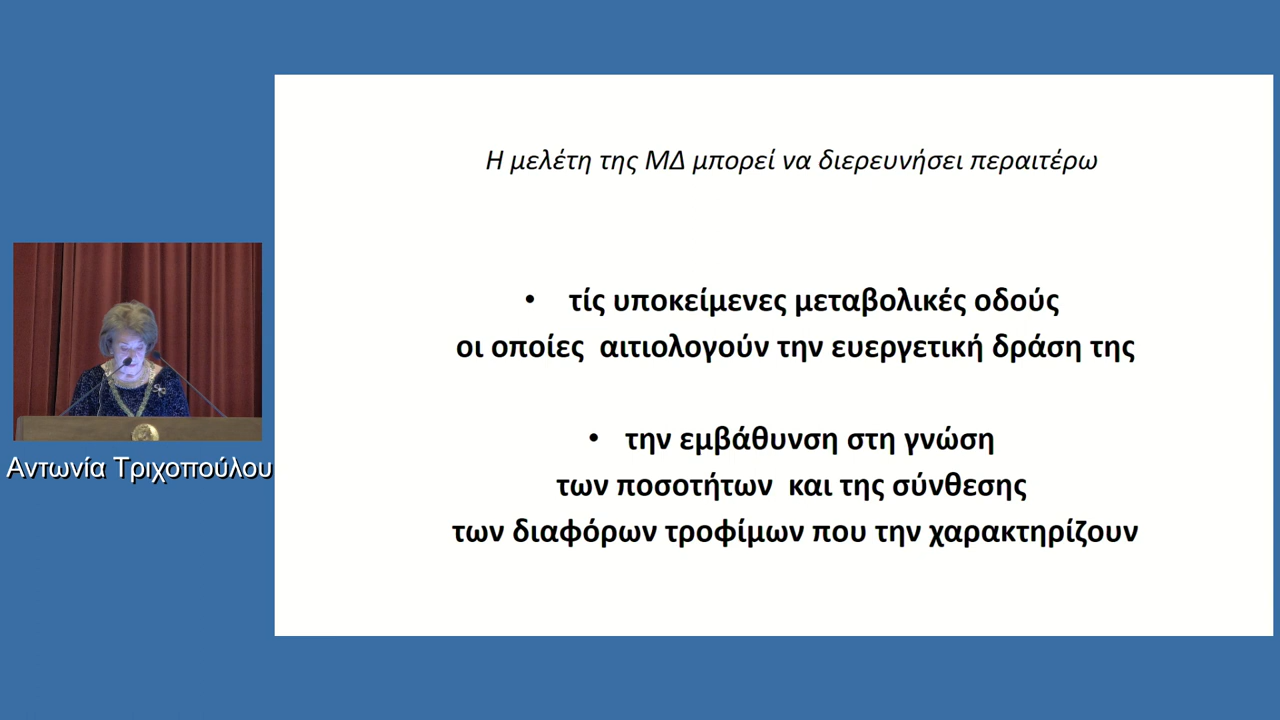 Η μελέτη της ΜΔ μπορεί να διερευνήσει περαιτέρω
• τίς υποκείμενες μεταβολικές οδούς
οι οποίες αιτιολογούν την ευεργετική δράση της
• την εμβάθυνση στη γνώση
των ποσοτήτων και της σύνθεσης
των διαφόρων τροφίμων που την χαρακτηρίζουν
Αντωνία Τριχοπούλου